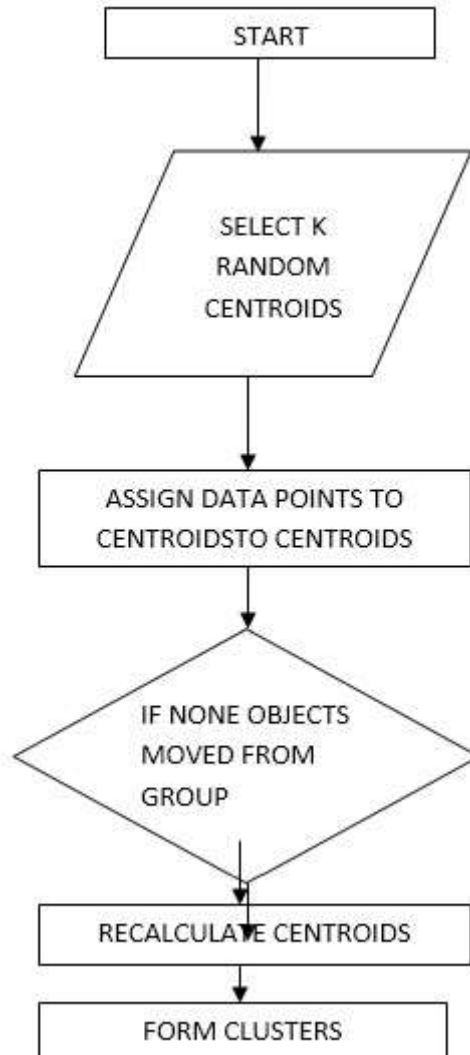 START
SELECT K
RANDOM
CENTROIDS
ASSIGN DATA POINTS TO
CENTROIDSTO CENTROIDS
IF NONE OBJECTS
MOVED FROM
GROUP
RECALCULATE CENTROIDS
FORM CLUSTERS